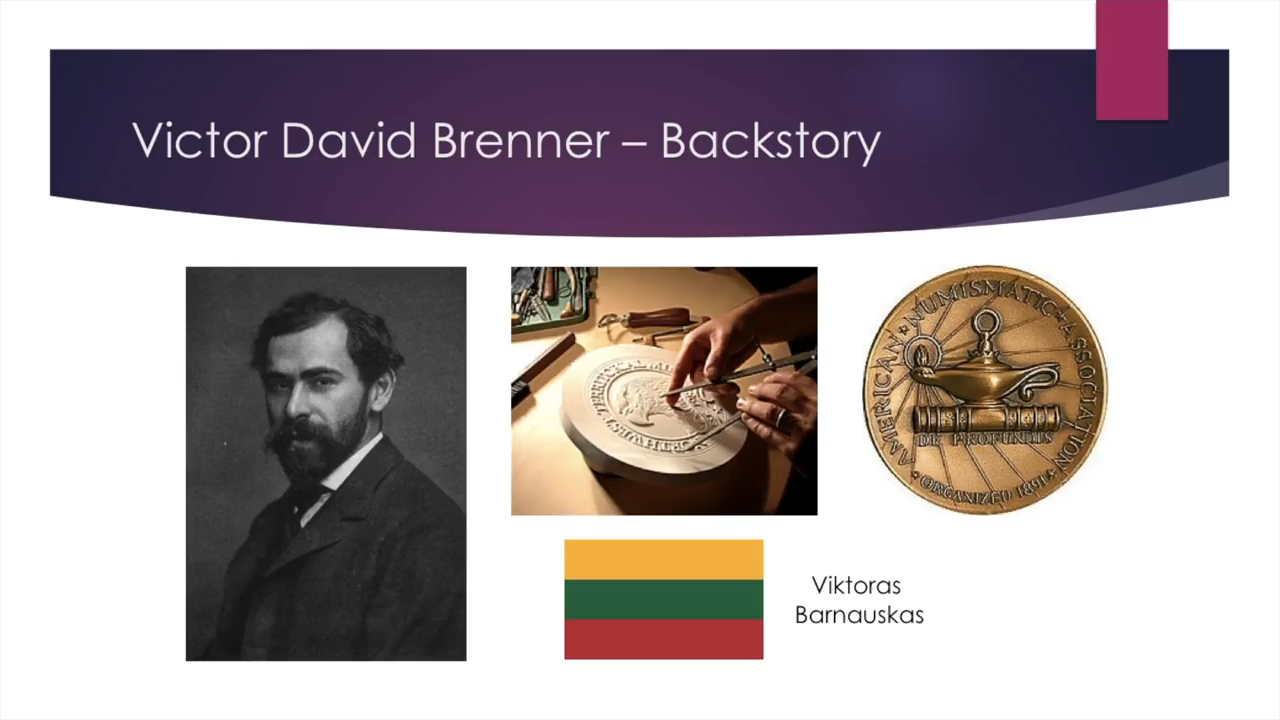 Victor David Brenner – Backstory
AMERICAN NUMISMATIC ASSOCIATION
DE PROFUNDIS
ORGANIZED 1891
Viktoras
Barnauskas